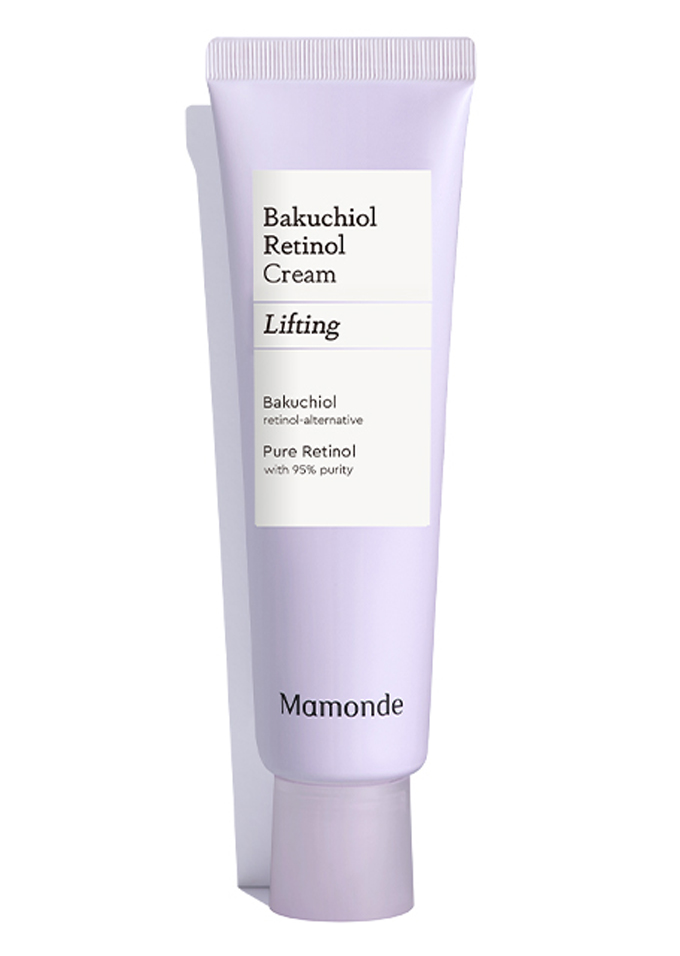 Bakuchiol
Retinol
Cream
Lifting
Bakuchiol
retinol-alternative
Pure Retinol
with 95% purity
Mamonde